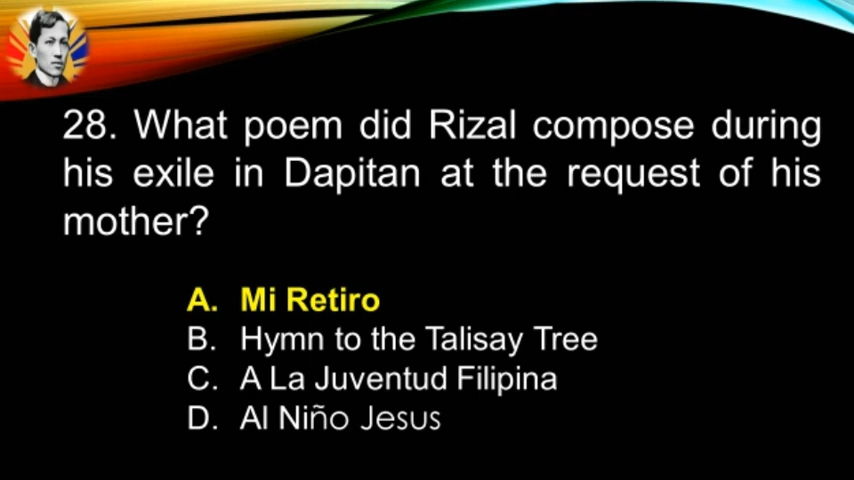 28. What poem did Rizal compose during
his exile in Dapitan at the request of his
mother?
A. Mi Retiro
B. Hymn to the Talisay Tree
C. A La Juventud Filipina
D. Al Niño Jesus